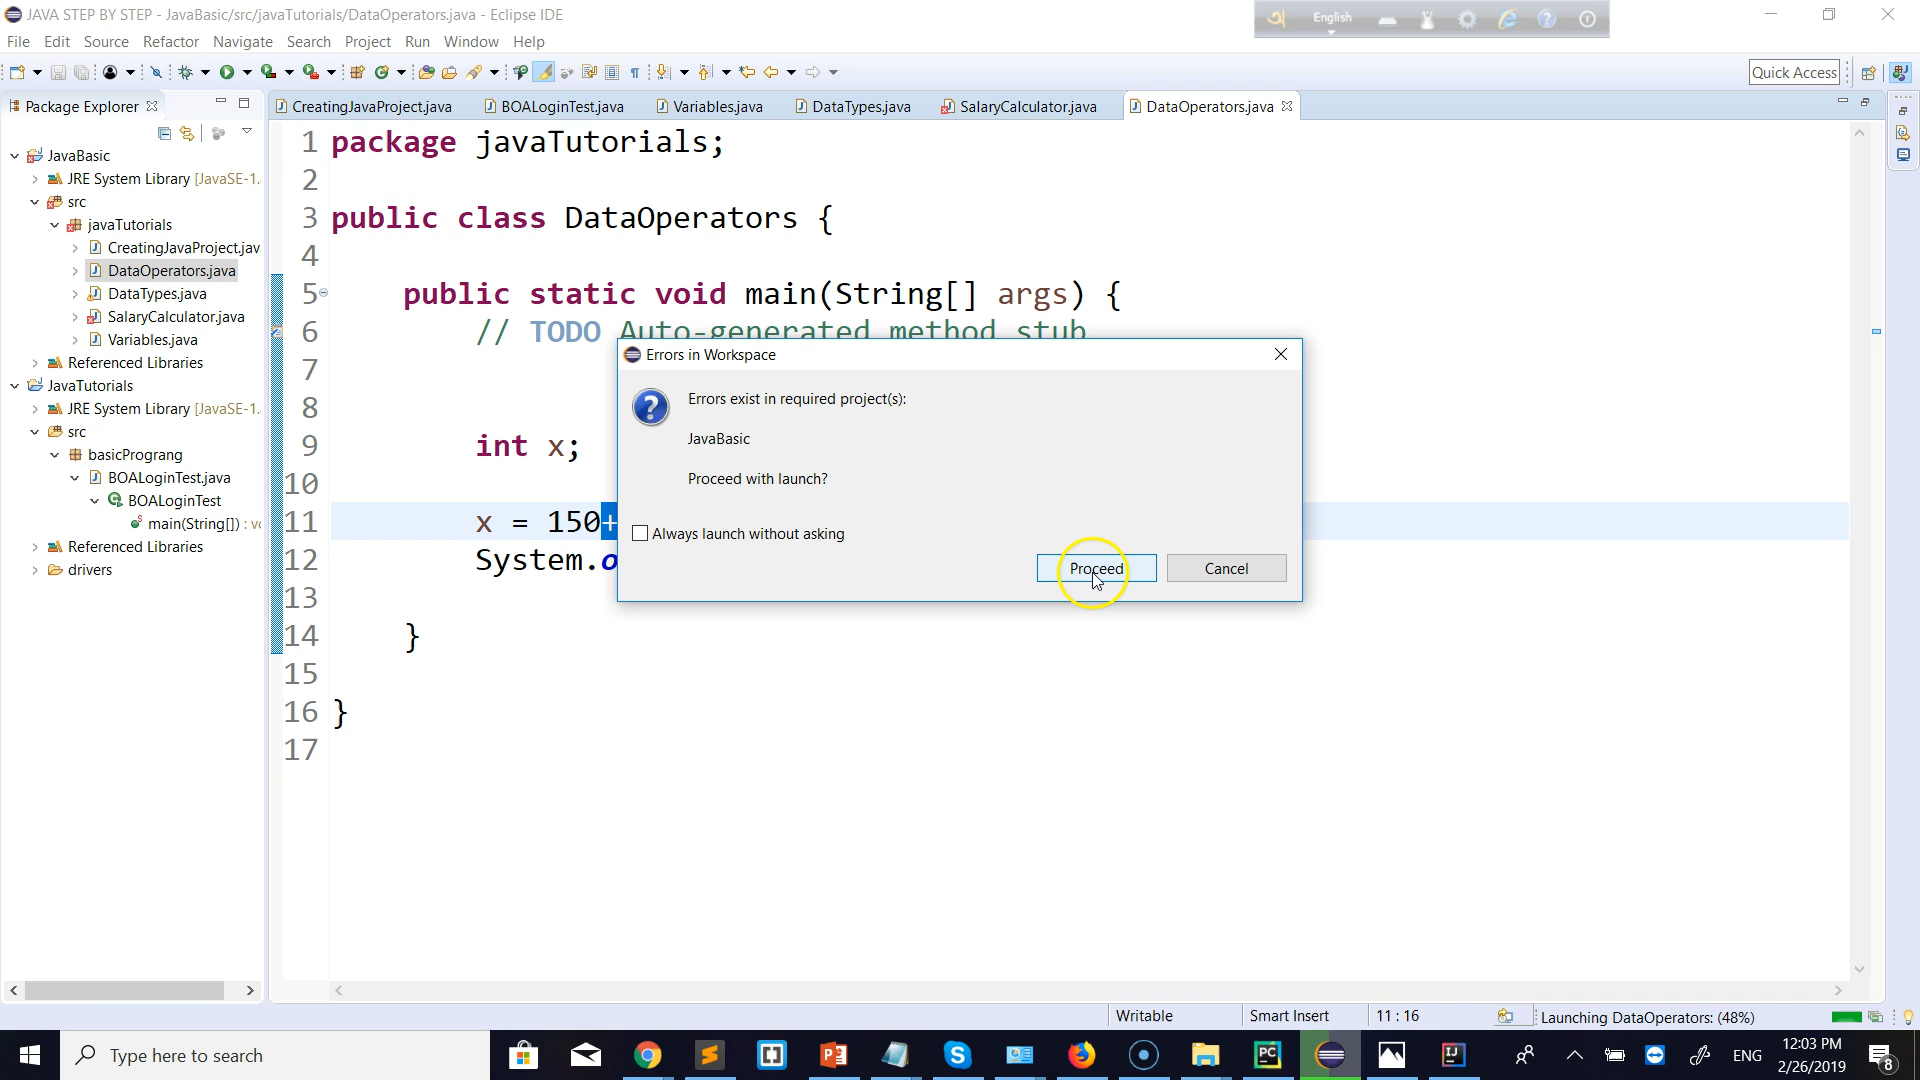 JAVA STEP BY STEP - JavaBasic/src/javaTutorials/DataOperators.java - Eclipse IDE
English
File Edit Source Refactor Navigate Search Project Run Window Help
Quick Access
Package Explorer
CreatingJavaProject.java BOALoginTest.java Variables.java DataTypes.java SalaryCalculator.java DataOperators.java
JavaBasic
JRE System Library [JavaSE-1.
src
javaTutorials
CreatingJavaProject.jav
DataOperators.java
DataTypes.java
SalaryCalculator.java
Variables.java
Referenced Libraries
JavaTutorials
JRE System Library [JavaSE-1.
src
basicPrograng
BOALoginTest.java
BOALoginTest
main(String[]) : vo
Referenced Libraries
drivers
1 package javaTutorials;
2
3 public class DataOperators {
4
5 public static void main(String[] args) {
6 // TODO Auto-generated method stub
7
8
9 int x;
10
11 x = 150+
12 System.o
13
14 }
15
16 }
17
Errors in Workspace
Errors exist in required project(s):
JavaBasic
Proceed with launch?
Always launch without asking
Proceed Cancel
Writable Smart Insert 11 : 16 Launching DataOperators: (48%)
Type here to search
ENG
12:03 PM
2/26/2019
8